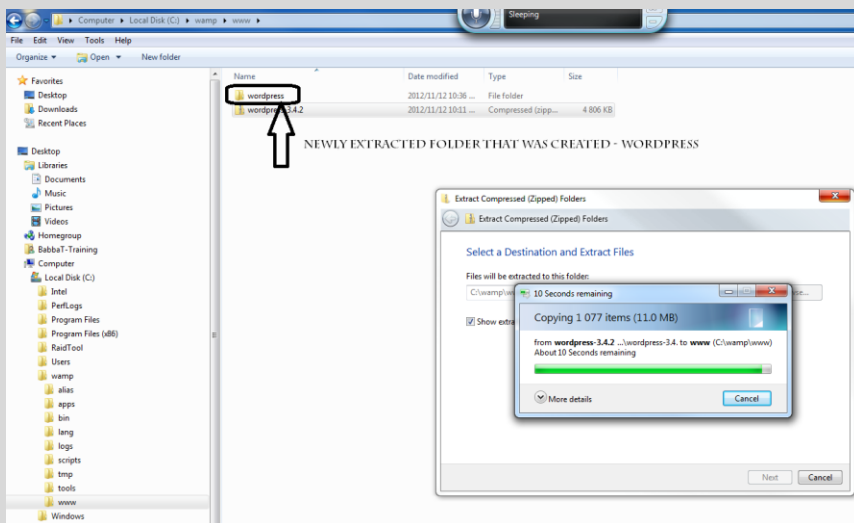 Sleeping
Computer ▸ Local Disk (C:) ▸ wamp ▸ www ▸
File Edit View Tools Help
Organize Open New folder
Name Date modified Type Size
wordpress 2012/11/12 10:36 ... File folder
wordpress-3.4.2 2012/11/12 10:11 ... Compressed (zipp... 4 806 KB
NEWLY EXTRACTED FOLDER THAT WAS CREATED - WORDPRESS
Favorites
Desktop
Downloads
Recent Places
Desktop
Libraries
Documents
Music
Pictures
Videos
Homegroup
BabbaT-Training
Computer
Local Disk (C:)
Intel
PerfLogs
Program Files
Program Files (x86)
RaidTool
Users
wamp
alias
apps
bin
lang
logs
scripts
tmp
tools
www
Windows
Extract Compressed (Zipped) Folders
Extract Compressed (Zipped) Folders
Select a Destination and Extract Files
Files will be extracted to this folder:
C:\wamp\w
Show extra
10 Seconds remaining
Copying 1 077 items (11.0 MB)
from wordpress-3.4.2 ...\wordpress-3.4. to www (C:\wamp\www)
About 10 Seconds remaining
More details Cancel
Next Cancel